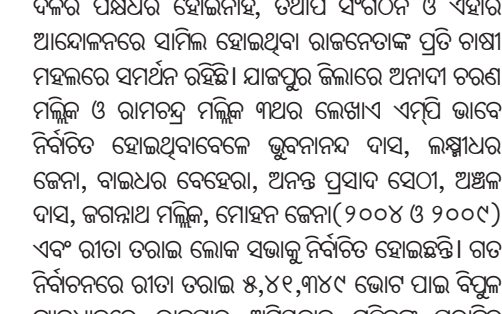 ଦଳର ପକ୍ଷଧର ହୋଇନାହିଁ, ତଥାପି ସଂଗଠନ ଓ ଏହାର
ଆନ୍ଦୋଳନରେ ସାମିଲ ହୋଇଥିବା ରାଜନେତାଙ୍କ ପ୍ରତି ଚାଷୀ
ମହଲରେ ସମର୍ଥନ ରହିଛି। ଯାଜପୁର ଜିଲାରେ ଅନାଦୀ ଚରଣ
ମଲ୍ଲିକ ଓ ରାମଚନ୍ଦ୍ର ମଲ୍ଲିକ ୩ଥର ଲେଖାଏ ଏମ୍‌ପି ଭାବେ
ନିର୍ବାଚିତ ହୋଇଥିବାବେଳେ ଭୁବନାନନ୍ଦ ଦାସ, ଲକ୍ଷ୍ମୀଧର
ଜେନା, ବାଇଧର ବେହେରା, ଅନନ୍ତ ପ୍ରସାଦ ସେଠୀ, ଅଞ୍ଚଳ
ଦାସ, ଜଗନ୍ନାଥ ମଲ୍ଲିକ, ମୋହନ ଜେନା(୨୦୦୪ ଓ ୨୦୦୯)
ଏବଂ ରୀତା ତରାଇ ଲୋକ ସଭାକୁ ନିର୍ବାଚିତ ହୋଇଛନ୍ତି। ଗତ
ନିର୍ବାଚନରେ ରୀତା ତରାଇ ୫,୪୧,୩୪୯ ଭୋଟ ପାଇ ବିପୁଳ